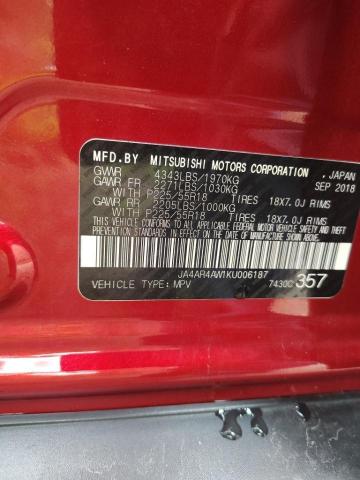 MFD.BY MITSUBISHI MOTORS CORPORATION , JAPAN
GVWR 4343LBS/1970KG SEP 2018
GAWR FR 2271LBS/1030KG
WITH P225/55R18 TIRES 18X7.0J RIMS
GAWR RR 2205LBS/1000KG
WITH P225/55R18 TIRES 18X7.0J RIMS
THIS VEHICLE CONFORMS TO ALL APPLICABLE FEDERAL
MOTOR VEHICLE SAFETY, BUMPER, AND THEFT
PREVENTION STANDARDS IN EFFECT ON THE DATE OF
MANUFACTURE SHOWN ABOVE.
JA4AR4AW1KU006187
VEHICLE TYPE: MPV 7430C 357